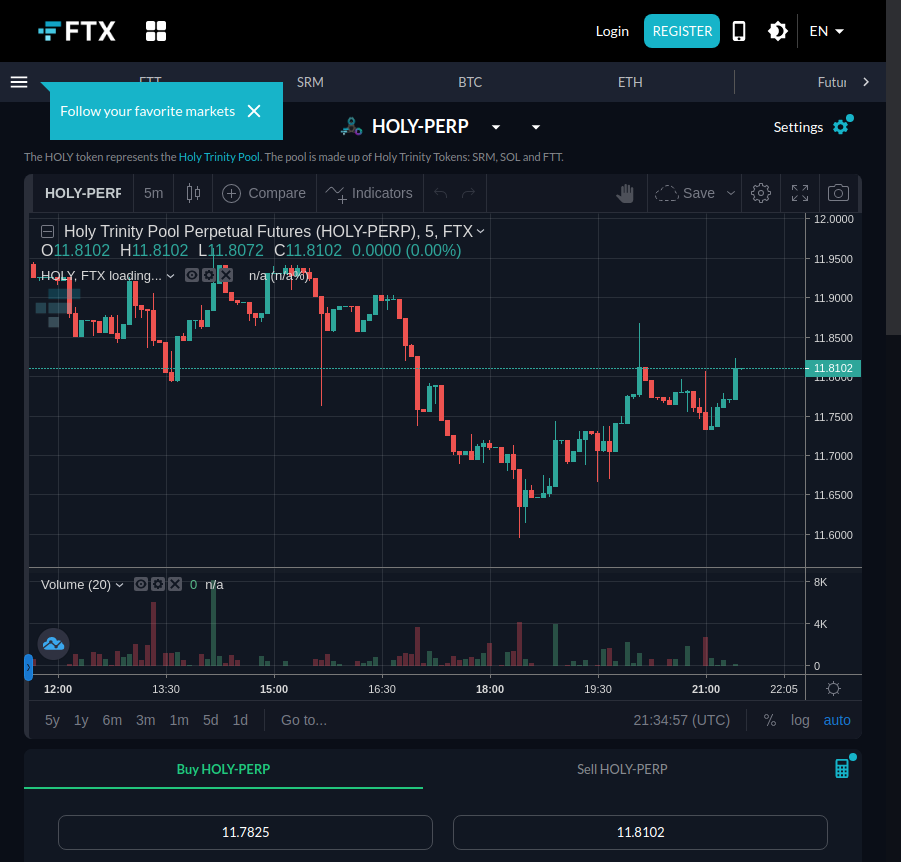 FTX
Login REGISTER EN
FTT SRM BTC ETH Futur
Follow your favorite markets
HOLY-PERP
Settings
The HOLY token represents the Holy Trinity Pool. The pool is made up of Holy Trinity Tokens: SRM, SOL and FTT.
HOLY-PERP 5m Compare Indicators Save
Holy Trinity Pool Perpetual Futures (HOLY-PERP), 5, FTX
O11.8102 H11.8102 L11.8072 C11.8102 0.0000 (0.00%)
HOLY, FTX loading... n/a (n/a%)
12.0000
11.9500
11.9000
11.8500
11.8102
11.8000
11.7500
11.7000
11.6500
11.6000
Volume (20) 0 n/a
8K
4K
0
12:00 13:30 15:00 16:30 18:00 19:30 21:00 22:05
5y 1y 6m 3m 1m 5d 1d Go to... 21:34:57 (UTC) % log auto
Buy HOLY-PERP Sell HOLY-PERP
11.7825 11.8102